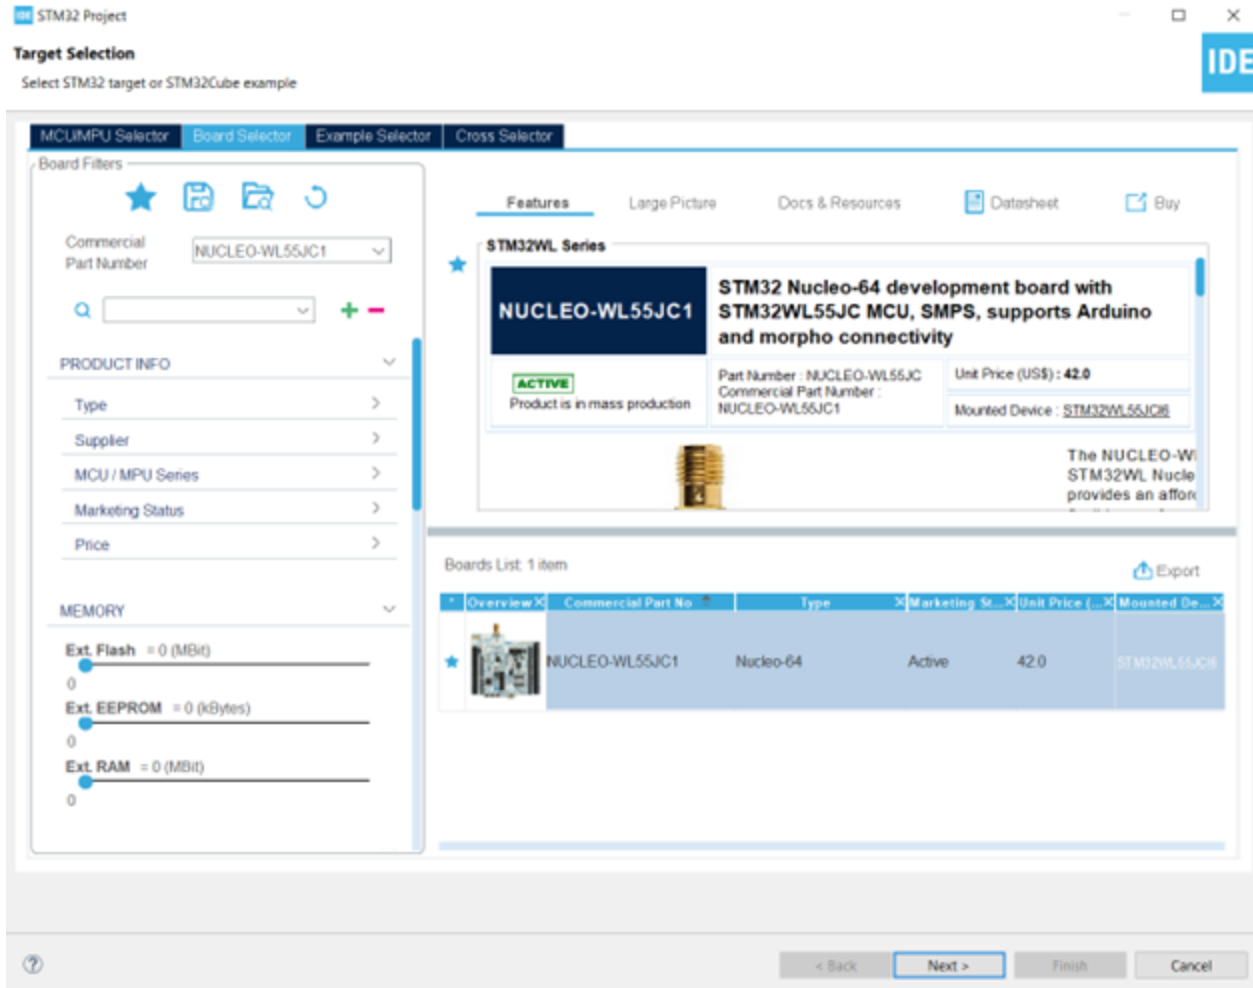 IDE STM32 Project
Target Selection
Select STM32 target or STM32Cube example
IDE
MCU/MPU Selector
Board Selector
Example Selector
Cross Selector
Board Filters
Commercial
Part Number
NUCLEO-WL55JC1
PRODUCT INFO
Type
Supplier
MCU / MPU Series
Marketing Status
Price
MEMORY
Ext. Flash = 0 (MBit)
0
Ext. EEPROM = 0 (kBytes)
0
Ext. RAM = 0 (MBit)
0
Features
Large Picture
Docs & Resources
Datasheet
Buy
STM32WL Series
NUCLEO-WL55JC1
STM32 Nucleo-64 development board with
STM32WL55JC MCU, SMPS, supports Arduino
and morpho connectivity
ACTIVE
Product is in mass production
Part Number : NUCLEO-WL55JC
Commercial Part Number :
NUCLEO-WL55JC1
Unit Price (US$) : 42.0
Mounted Device : STM32WL55JCI6
The NUCLEO-WL
STM32WL Nucle
provides an afford
Boards List: 1 item
Export
* Overview Commercial Part No Type Marketing St... Unit Price (... Mounted De...
NUCLEO-WL55JC1 Nucleo-64 Active 42.0 STM32WL55JCI6
< Back
Next >
Finish
Cancel